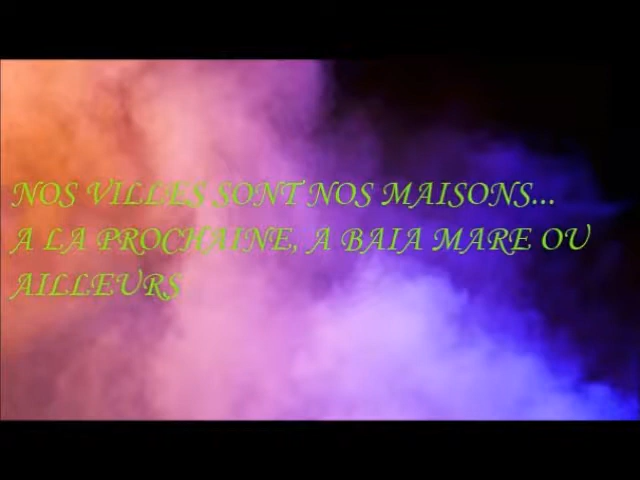 NOS VILLES SONT NOS MAISONS...
A LA PROCHAINE, A BAIA MARE OU
AILLEURS